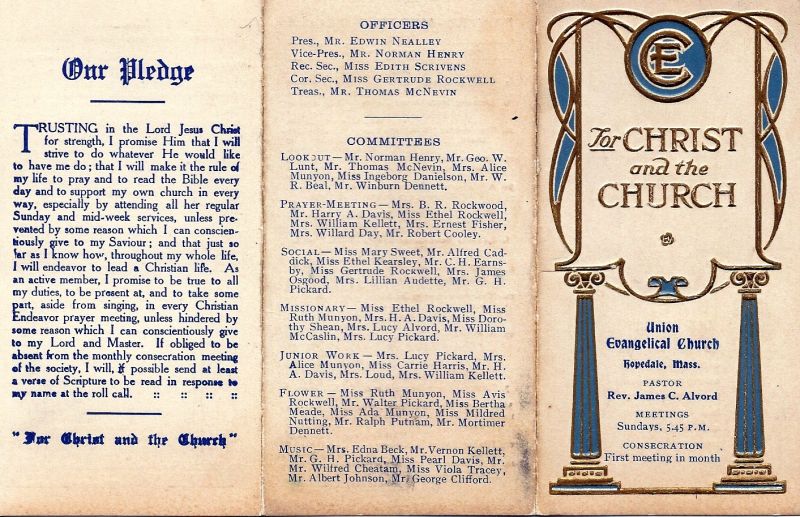 Our Pledge
TRUSTING in the Lord Jesus Christ
for strength, I promise Him that I will
strive to do whatever He would like
to have me do; that I will make it the rule of
my life to pray and to read the Bible every
day and to support my own church in every
way, especially by attending all her regular
Sunday and mid-week services, unless pre-
vented by some reason which I can conscien-
tiously give to my Saviour; and that just so
far as I know how, throughout my whole life,
I will endeavor to lead a Christian life. As
an active member, I promise to be true to all
my duties, to be present at, and to take some
part, aside from singing, in every Christian
Endeavor prayer meeting, unless hindered by
some reason which I can conscientiously give
to my Lord and Master. If obliged to be
absent from the monthly consecration meeting
of the society, I will, if possible send at least
a verse of Scripture to be read in response to
my name at the roll call. :: :: :: ::
"For Christ and the Church"
OFFICERS
Pres., Mr. Edwin Nealley
Vice-Pres., Mr. Norman Henry
Rec. Sec., Miss Edith Scrivens
Cor. Sec., Miss Gertrude Rockwell
Treas., Mr. Thomas McNevin
COMMITTEES
Lookout—Mr. Norman Henry, Mr. Geo. W.
Lunt, Mr. Thomas McNevin, Mrs. Alice
Munyon, Miss Ingeborg Danielson, Mr. W.
R. Beal, Mr. Winburn Dennett.
Prayer-Meeting—Mrs. B. R. Rockwood,
Mr. Harry A. Davis, Miss Ethel Rockwell,
Mrs. William Kellett, Mrs. Ernest Fisher,
Mrs. Willard Day, Mr. Robert Cooley.
Social—Miss Mary Sweet, Mr. Alfred Cad-
dick, Miss Ethel Kearsley, Mr. C. H. Earns-
by, Miss Gertrude Rockwell, Mrs. James
Osgood, Mrs. Lillian Audette, Mr. G. H.
Pickard.
Missionary—Miss Ethel Rockwell, Miss
Ruth Munyon, Mrs. H. A. Davis, Miss Doro-
thy Shean, Mrs. Lucy Alvord, Mr. William
McCaslin, Mrs. Lucy Pickard.
Junior Work—Mrs. Lucy Pickard, Mrs.
Alice Munyon, Miss Carrie Harris, Mr. H.
A. Davis, Mrs. Loud, Mrs. William Kellett.
Flower—Miss Ruth Munyon, Miss Avis
Rockwell, Mr. Walter Pickard, Miss Bertha
Meade, Miss Ada Munyon, Miss Mildred
Nutting, Mr. Ralph Putnam, Mr. Mortimer
Dennett.
Music—Mrs. Edna Beck, Mr. Vernon Kellett,
Mr. G. H. Pickard, Miss Pearl Davis, Mr.
Mr. Wilfred Cheatam, Miss Viola Tracey,
Mr. Albert Johnson, Mr. George Clifford.
CE
For CHRIST
and the
CHURCH
Union
Evangelical Church
Hopedale, Mass.
PASTOR
Rev. James C. Alvord
MEETINGS
Sundays, 5.45 P.M.
CONSECRATION
First meeting in month